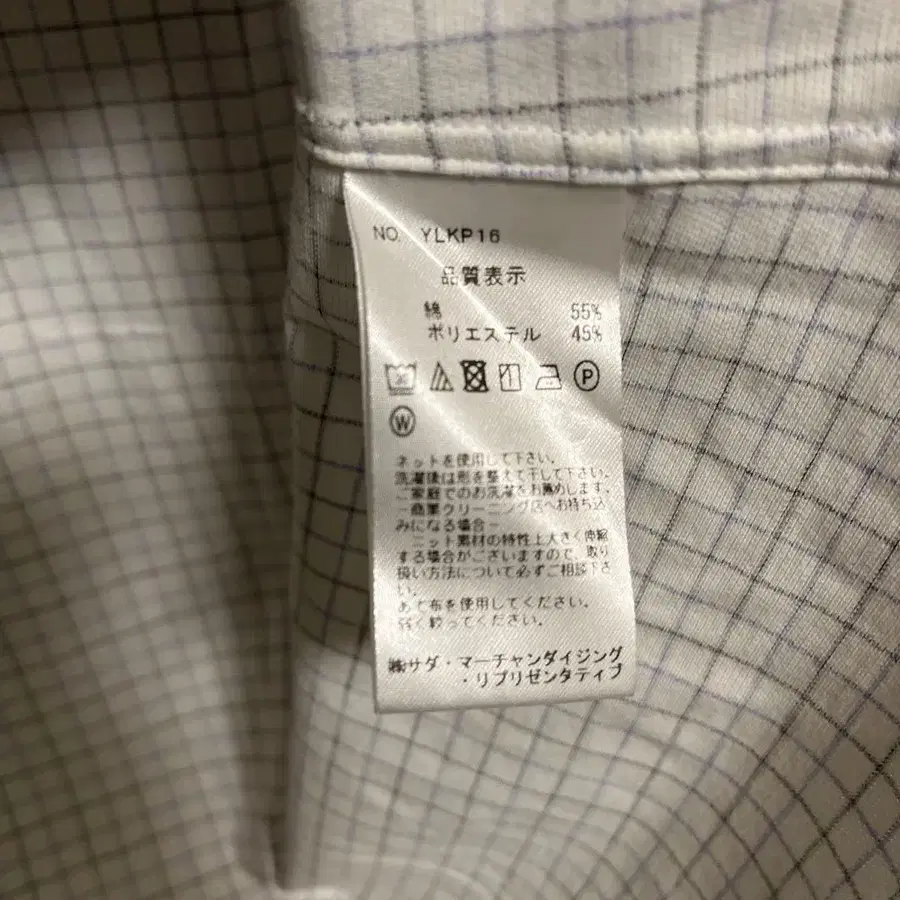 NO. YLKP16
品質表示
綿 55%
ポリエステル 45%
P
W
ネットを使用して下さい。
洗濯後は形を整えて干して下さい。
ご家庭でのお洗濯をお薦めします。
－商業クリーニング店へお持ち込
みになる場合－
ニット素材の特性上大きく伸縮
する場合がございますので、取り
扱い方法について必ずご相談下さ
い。
あて布を使用してください。
弱く絞ってください。
㈱サダ・マーチャンダイジング
・リプリゼンタティブ